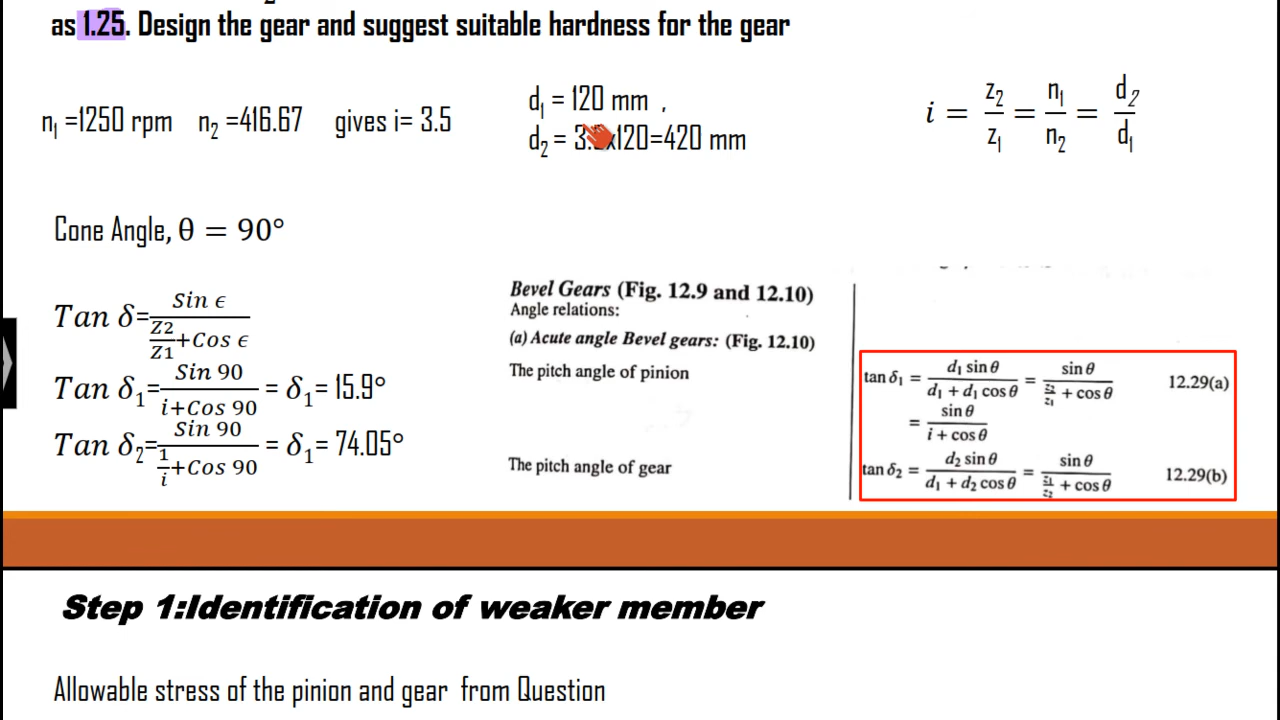 as 1.25. Design the gear and suggest suitable hardness for the gear
n₁ =1250 rpm n₂ =416.67 gives i= 3.5
d₁ = 120 mm ,
d₂ = 3. x120=420 mm
i = z₂/z₁ = n₁/n₂ = d₂/d₁
Cone Angle, θ = 90°
Tan δ= Sin ϵ / (Z2/Z1 +Cos ϵ)
Tan δ₁= Sin 90 / (i+Cos 90) = δ₁= 15.9°
Tan δ₂= Sin 90 / (1/i +Cos 90) = δ₁= 74.05°
Bevel Gears (Fig. 12.9 and 12.10)
Angle relations:
(a) Acute angle Bevel gears: (Fig. 12.10)
The pitch angle of pinion
tan δ₁ = d₁ sin θ / (d₁ + d₁ cos θ) = sin θ / (z₂/z₁ + cos θ) 12.29(a)
= sin θ / (i + cos θ)
The pitch angle of gear
tan δ₂ = d₂ sin θ / (d₁ + d₂ cos θ) = sin θ / (z₁/z₂ + cos θ) 12.29(b)
Step 1:Identification of weaker member
Allowable stress of the pinion and gear from Question